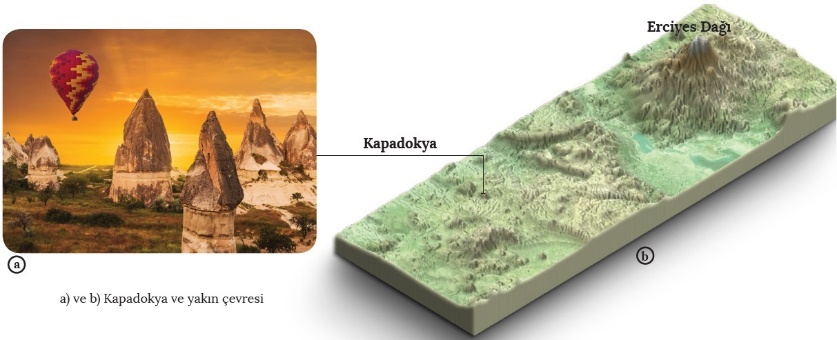 Erciyes Dağı
Kapadokya
a
b
a) ve b) Kapadokya ve yakın çevresi